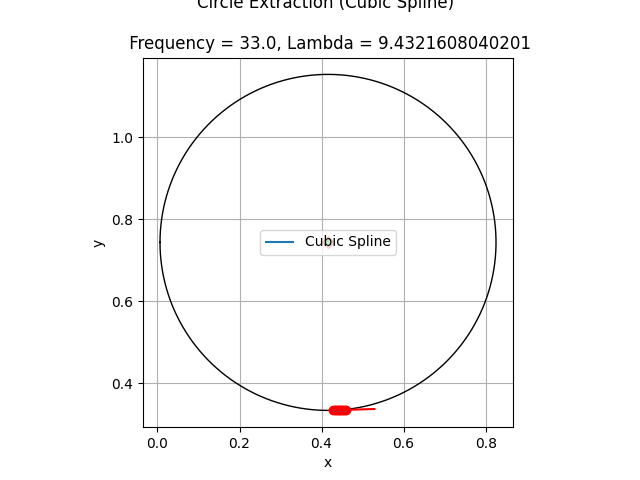 Circle Extraction (Cubic Spline)
Frequency = 33.0, Lambda = 9.4321608040201
1.0
0.8
0.6
0.4
y
Cubic Spline
0.0 0.2 0.4 0.6 0.8
x